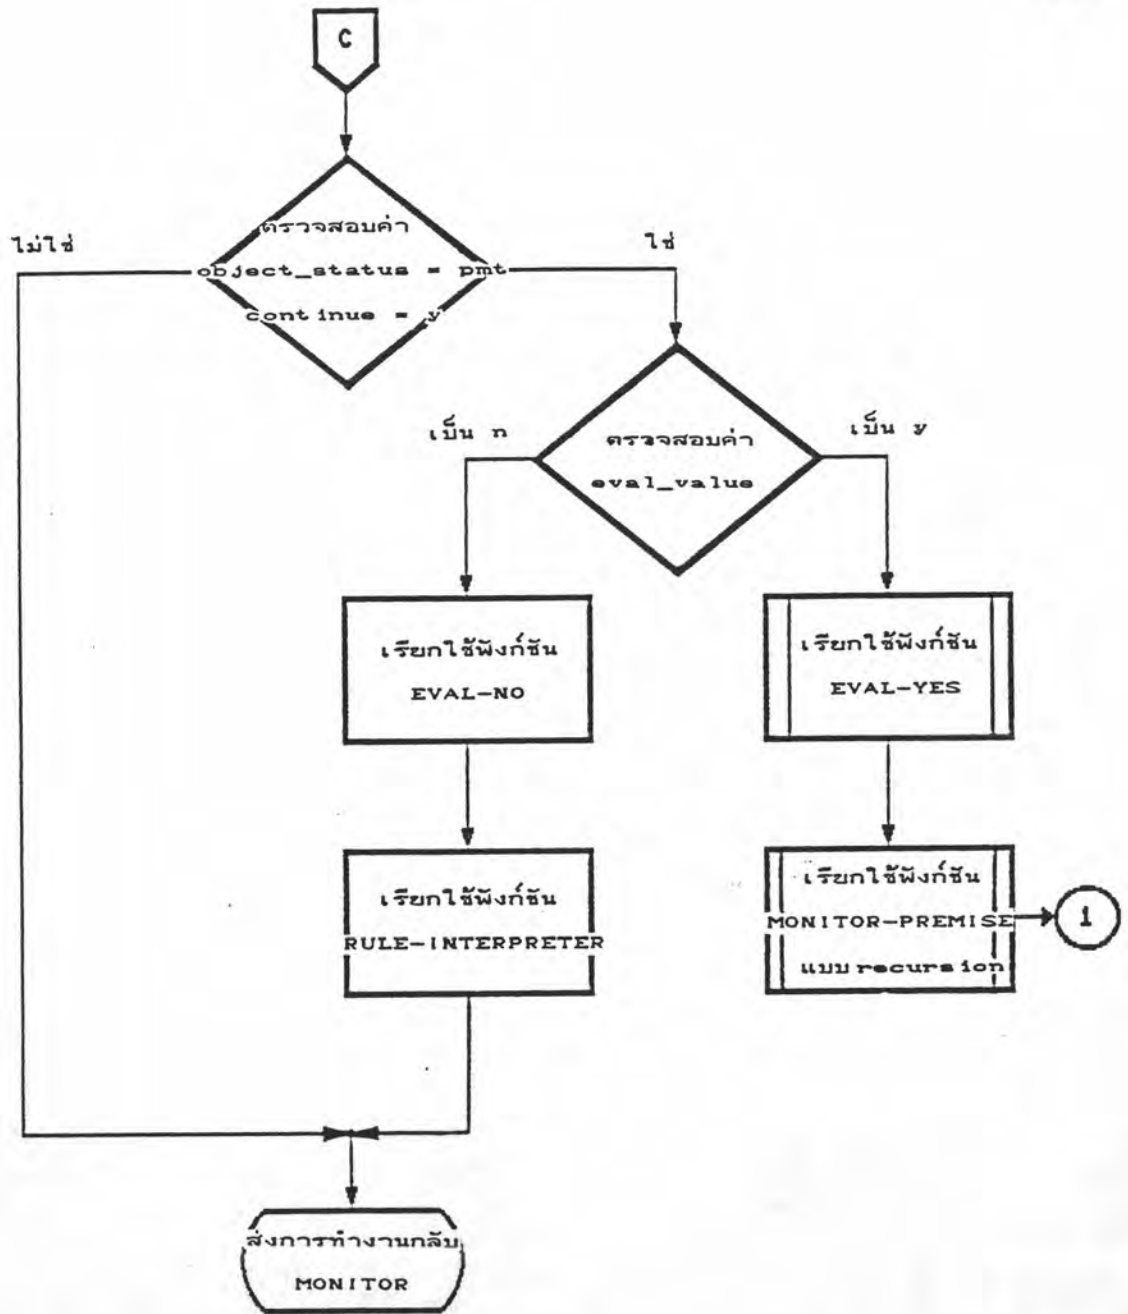 C
ตรวจสอบค่า
object_status = pmt
continue = y
ไม่ใช่
ใช่
ตรวจสอบค่า
eval_value
เป็น n
เป็น y
เรียกใช้ฟังก์ชัน
EVAL-NO
เรียกใช้ฟังก์ชัน
EVAL-YES
เรียกใช้ฟังก์ชัน
RULE-INTERPRETER
เรียกใช้ฟังก์ชัน
MONITOR-PREMISE
แบบ recursion
1
ส่งการทำงานกลับ
MONITOR